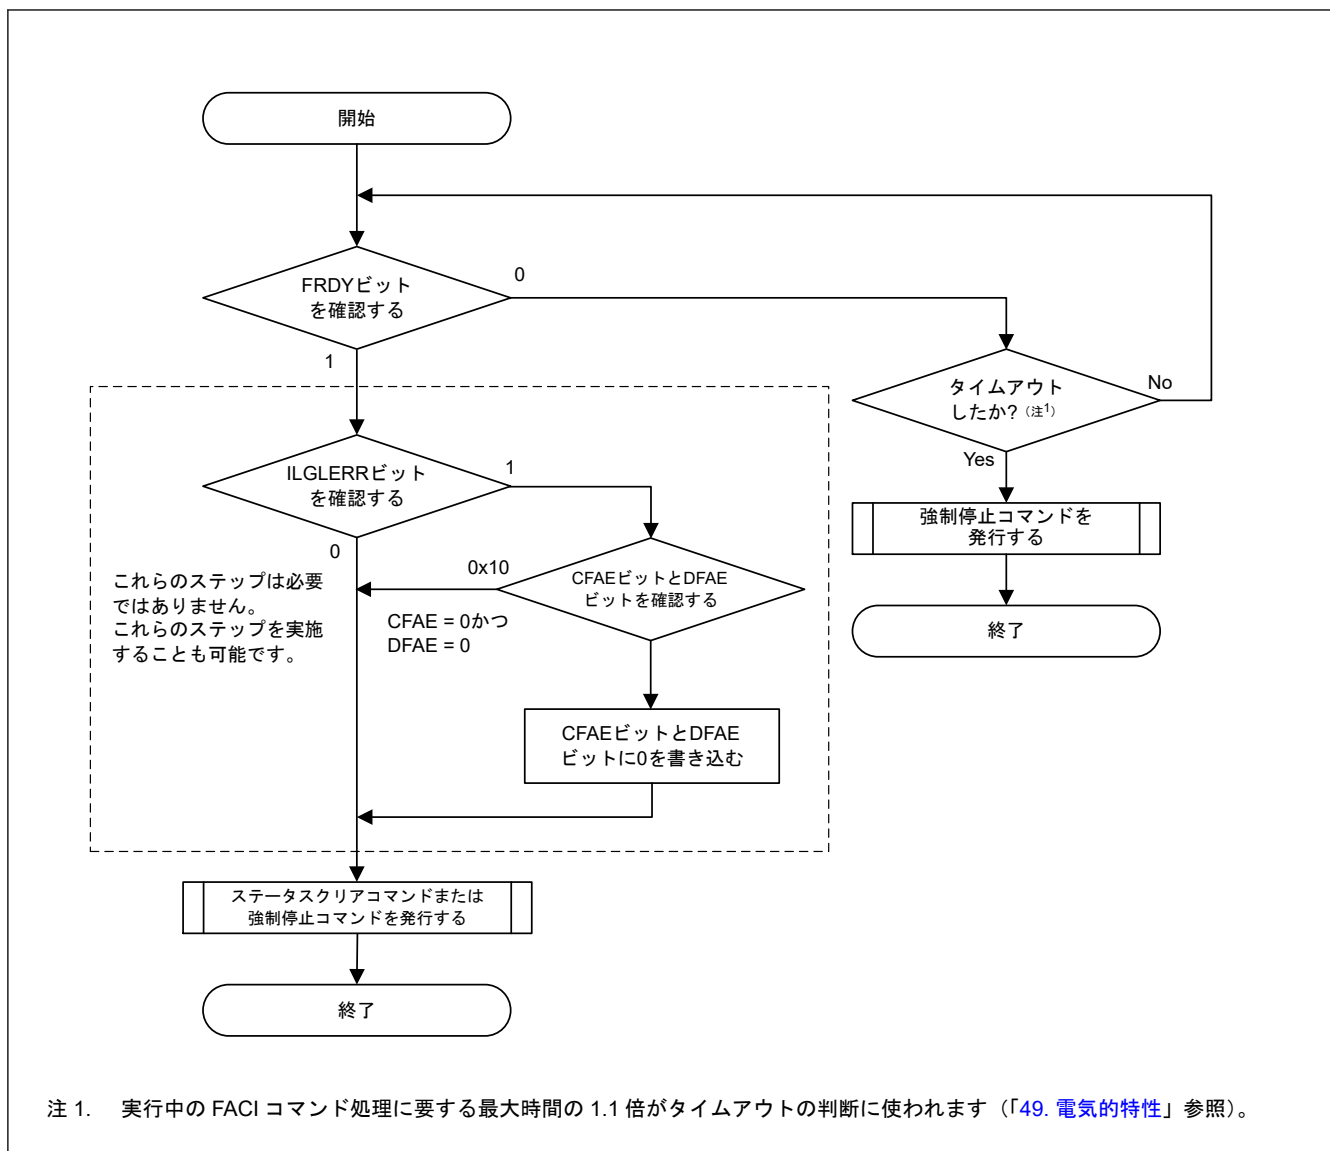 開始
FRDYビット
を確認する
0
1
タイムアウト
したか? （注1）
No
Yes
強制停止コマンドを
発行する
終了
ILGLERRビット
を確認する
1
0
CFAEビットとDFAE
ビットを確認する
0x10
CFAE = 0かつ
DFAE = 0
これらのステップは必要
ではありません。
これらのステップを実施
することも可能です。
CFAEビットとDFAE
ビットに0を書き込む
ステータスクリアコマンドまたは
強制停止コマンドを発行する
終了
注 1. 実行中の FACI コマンド処理に要する最大時間の 1.1 倍がタイムアウトの判断に使われます（「49. 電気的特性」参照）。